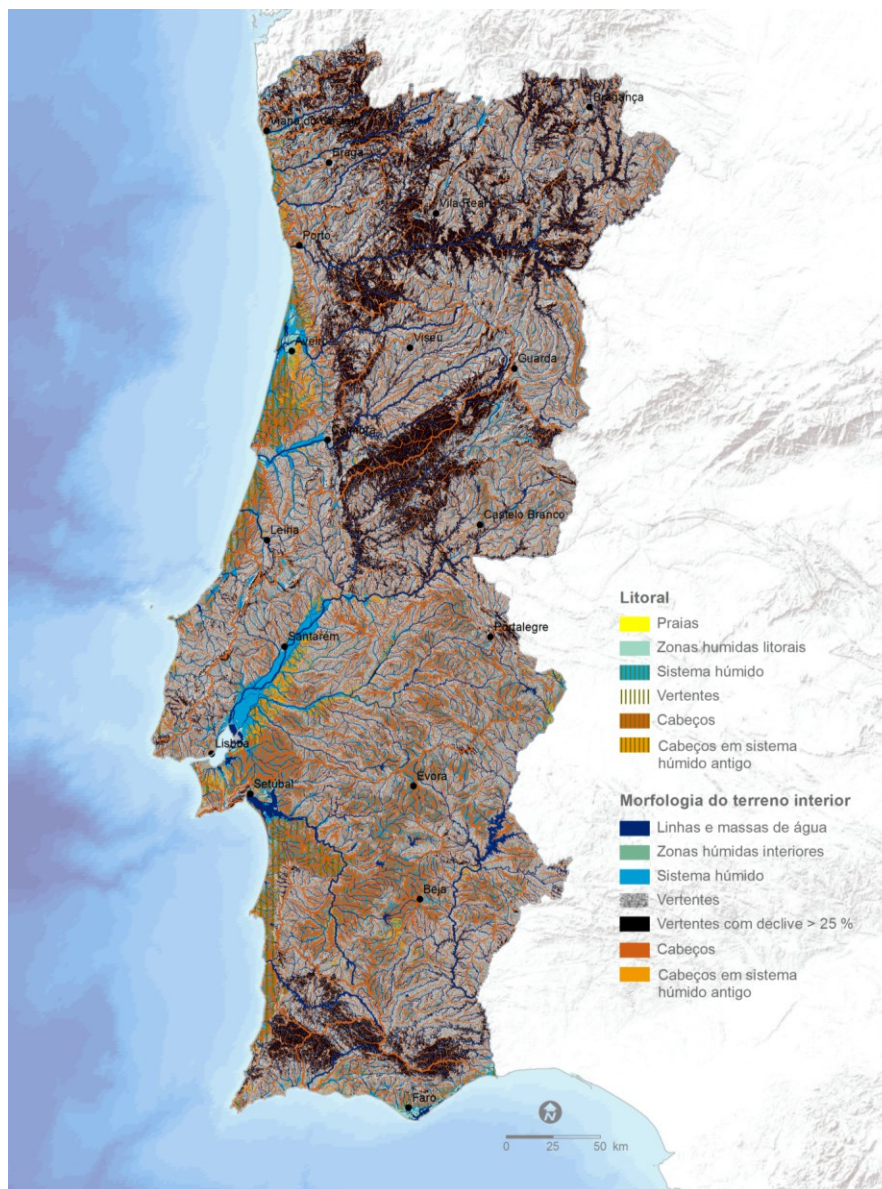 Bragança
Viana do Castelo
Braga
Vila Real
Porto
Aveiro
Viseu
Guarda
Coimbra
Castelo Branco
Leiria
Litoral
Praias
Zonas humidas litorais
Sistema húmido
Vertentes
Cabeços
Cabeços em sistema
húmido antigo
Portalegre
Santarém
Lisboa
Setúbal
Évora
Beja
Faro
Morfologia do terreno interior
Linhas e massas de água
Zonas húmidas interiores
Sistema húmido
Vertentes
Vertentes com declive > 25 %
Cabeços
Cabeços em sistema
húmido antigo
N
0 25 50 km